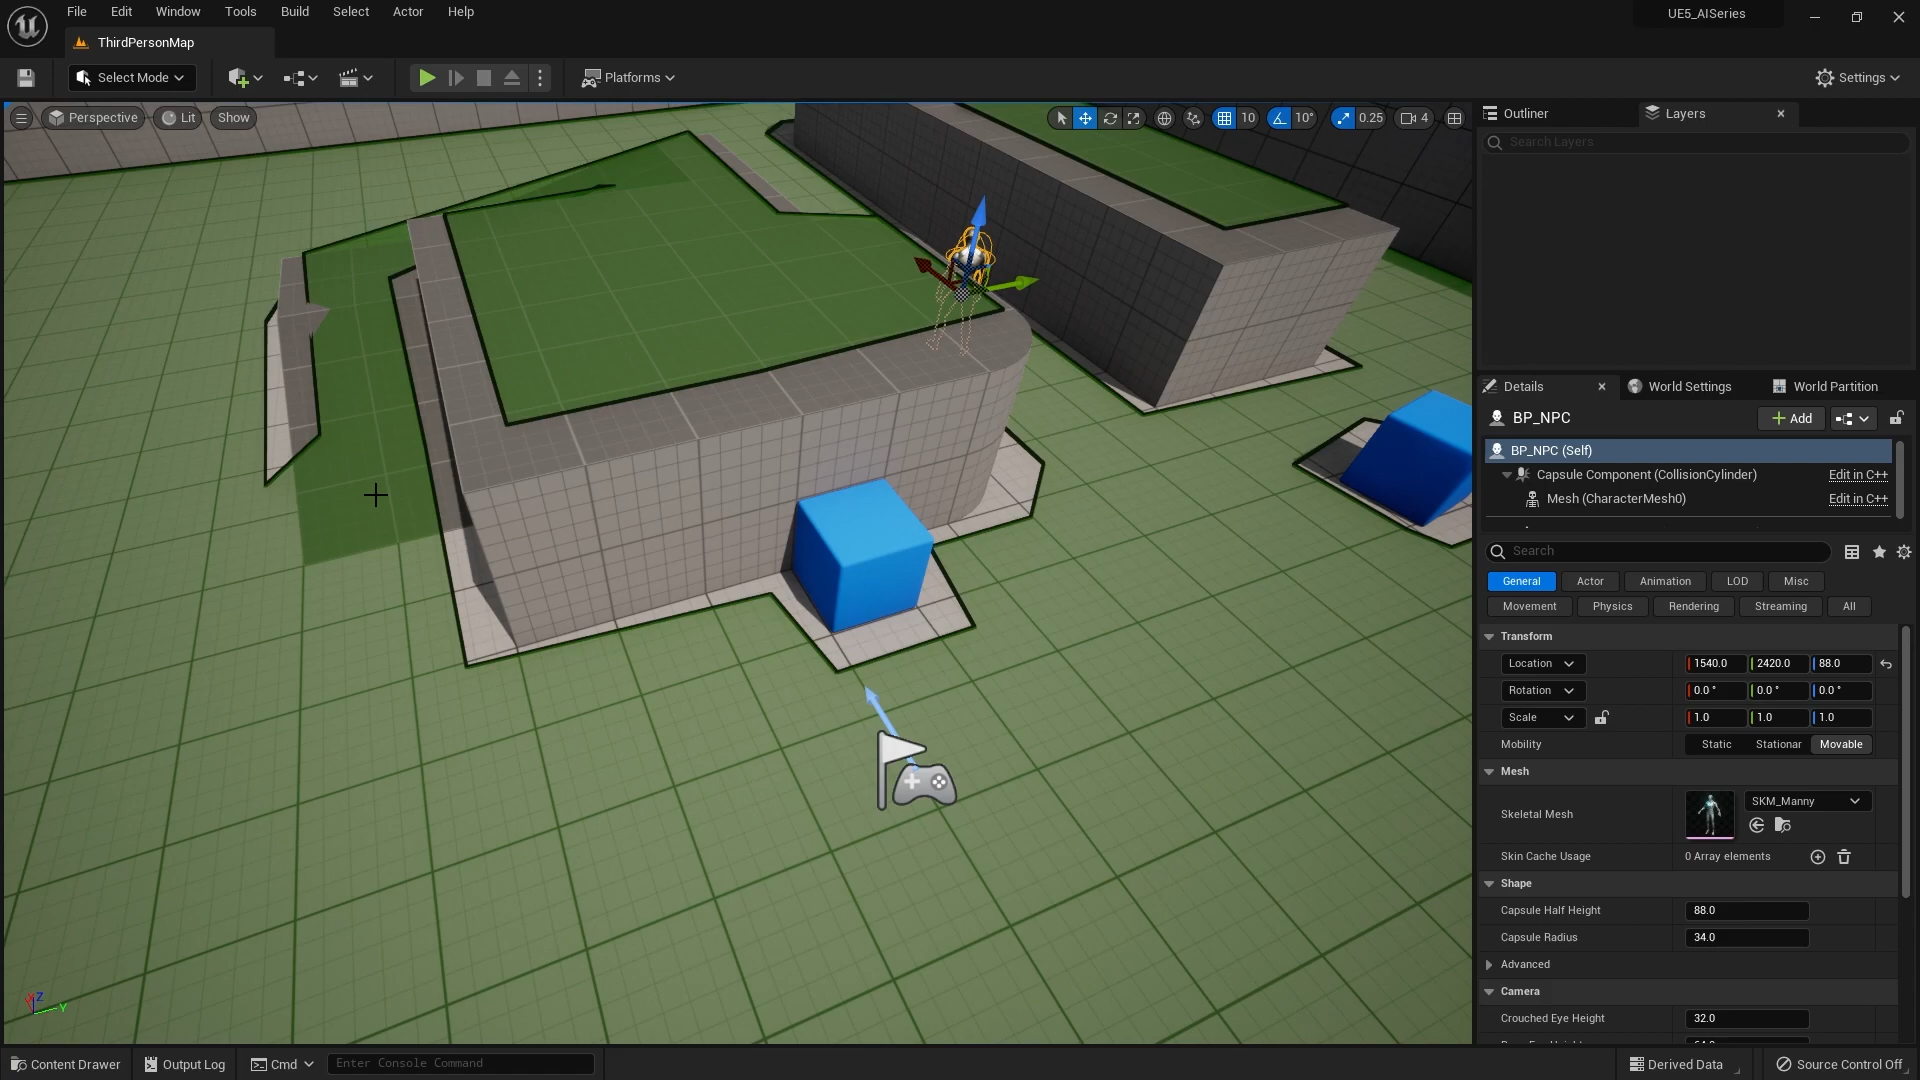 File Edit Window Tools Build Select Actor Help
UE5_AISeries
ThirdPersonMap
Select Mode
Platforms
Settings
Perspective Lit Show
10 10° 0.25 4
Outliner
Layers
Search Layers
Details
World Settings
World Partition
BP_NPC
Add
BP_NPC (Self)
Capsule Component (CollisionCylinder) Edit in C++
Mesh (CharacterMesh0) Edit in C++
Search
General Actor Animation LOD Misc
Movement Physics Rendering Streaming All
Transform
Location 1540.0 2420.0 88.0
Rotation 0.0 ° 0.0 ° 0.0 °
Scale 1.0 1.0 1.0
Mobility Static Stationar Movable
Mesh
Skeletal Mesh SKM_Manny
Skin Cache Usage 0 Array elements
Shape
Capsule Half Height 88.0
Capsule Radius 34.0
Advanced
Camera
Crouched Eye Height 32.0
Z
Y
Content Drawer Output Log Cmd Enter Console Command
Derived Data Source Control Off